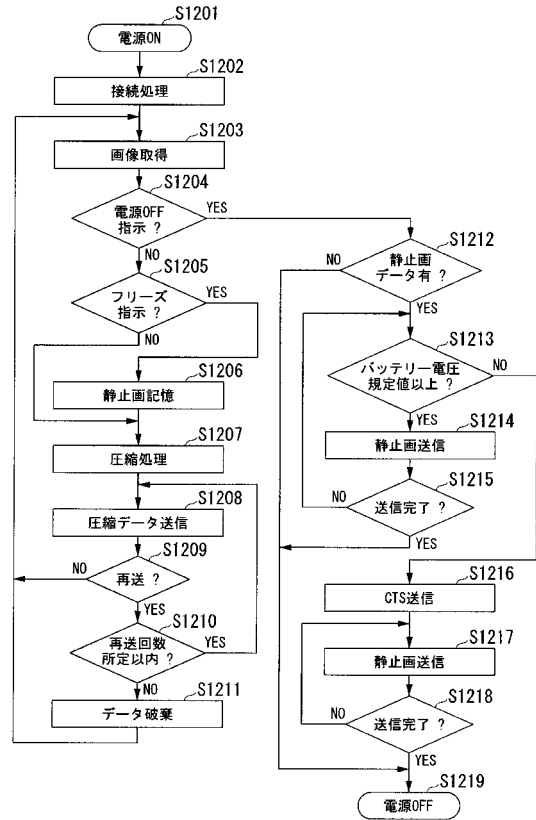 S1201
電源ON
S1202
接続処理
S1203
画像取得
S1204
電源OFF
指示 ?
YES
NO
S1205
フリーズ
指示 ?
YES
NO
S1206
静止画記憶
S1207
圧縮処理
S1208
圧縮データ送信
S1209
再送 ?
NO
YES
S1210
再送回数
所定以内 ?
YES
NO
S1211
データ破棄
S1212
静止画
データ有 ?
NO
YES
S1213
バッテリー電圧
規定値以上 ?
NO
YES
S1214
静止画送信
S1215
送信完了 ?
NO
YES
S1216
CTS送信
S1217
静止画送信
S1218
送信完了 ?
NO
YES
S1219
電源OFF